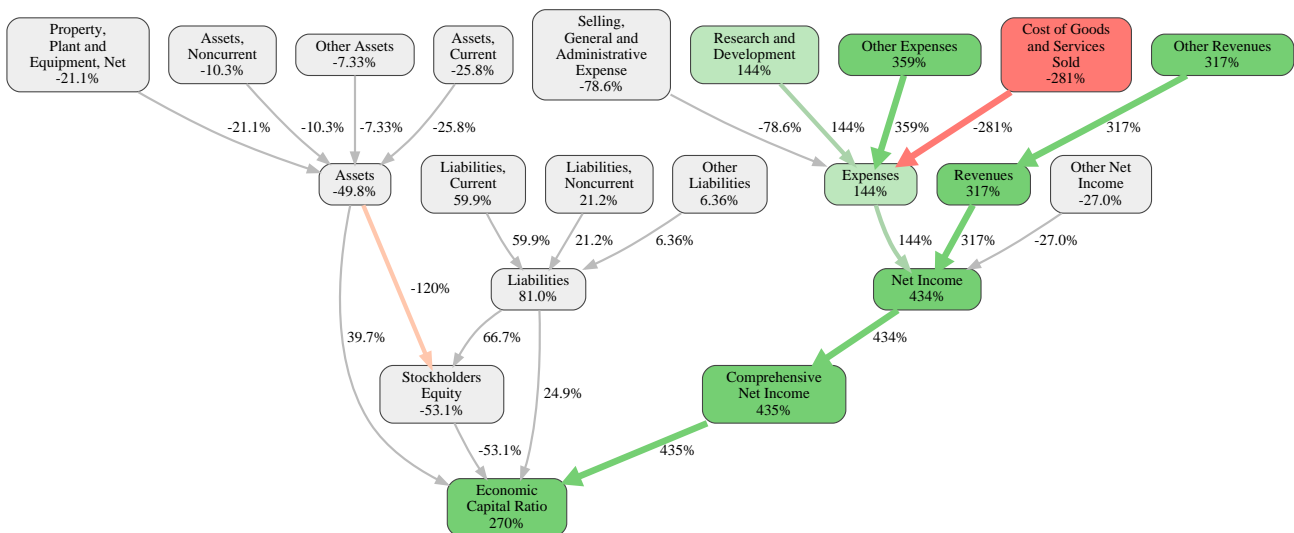 Property,
Plant and
Equipment, Net
-21.1%
Assets,
Noncurrent
-10.3%
Other Assets
-7.33%
Assets,
Current
-25.8%
Selling,
General and
Administrative
Expense
-78.6%
Research and
Development
144%
Other Expenses
359%
Cost of Goods
and Services
Sold
-281%
Other Revenues
317%
-21.1%
-10.3%
-7.33%
-25.8%
-78.6%
144%
359%
-281%
317%
Assets
-49.8%
Liabilities,
Current
59.9%
Liabilities,
Noncurrent
21.2%
Other
Liabilities
6.36%
Expenses
144%
Revenues
317%
Other Net
Income
-27.0%
59.9%
21.2%
6.36%
144%
317%
-27.0%
Liabilities
81.0%
Net Income
434%
-120%
39.7%
66.7%
434%
Stockholders
Equity
-53.1%
24.9%
Comprehensive
Net Income
435%
-53.1%
435%
Economic
Capital Ratio
270%